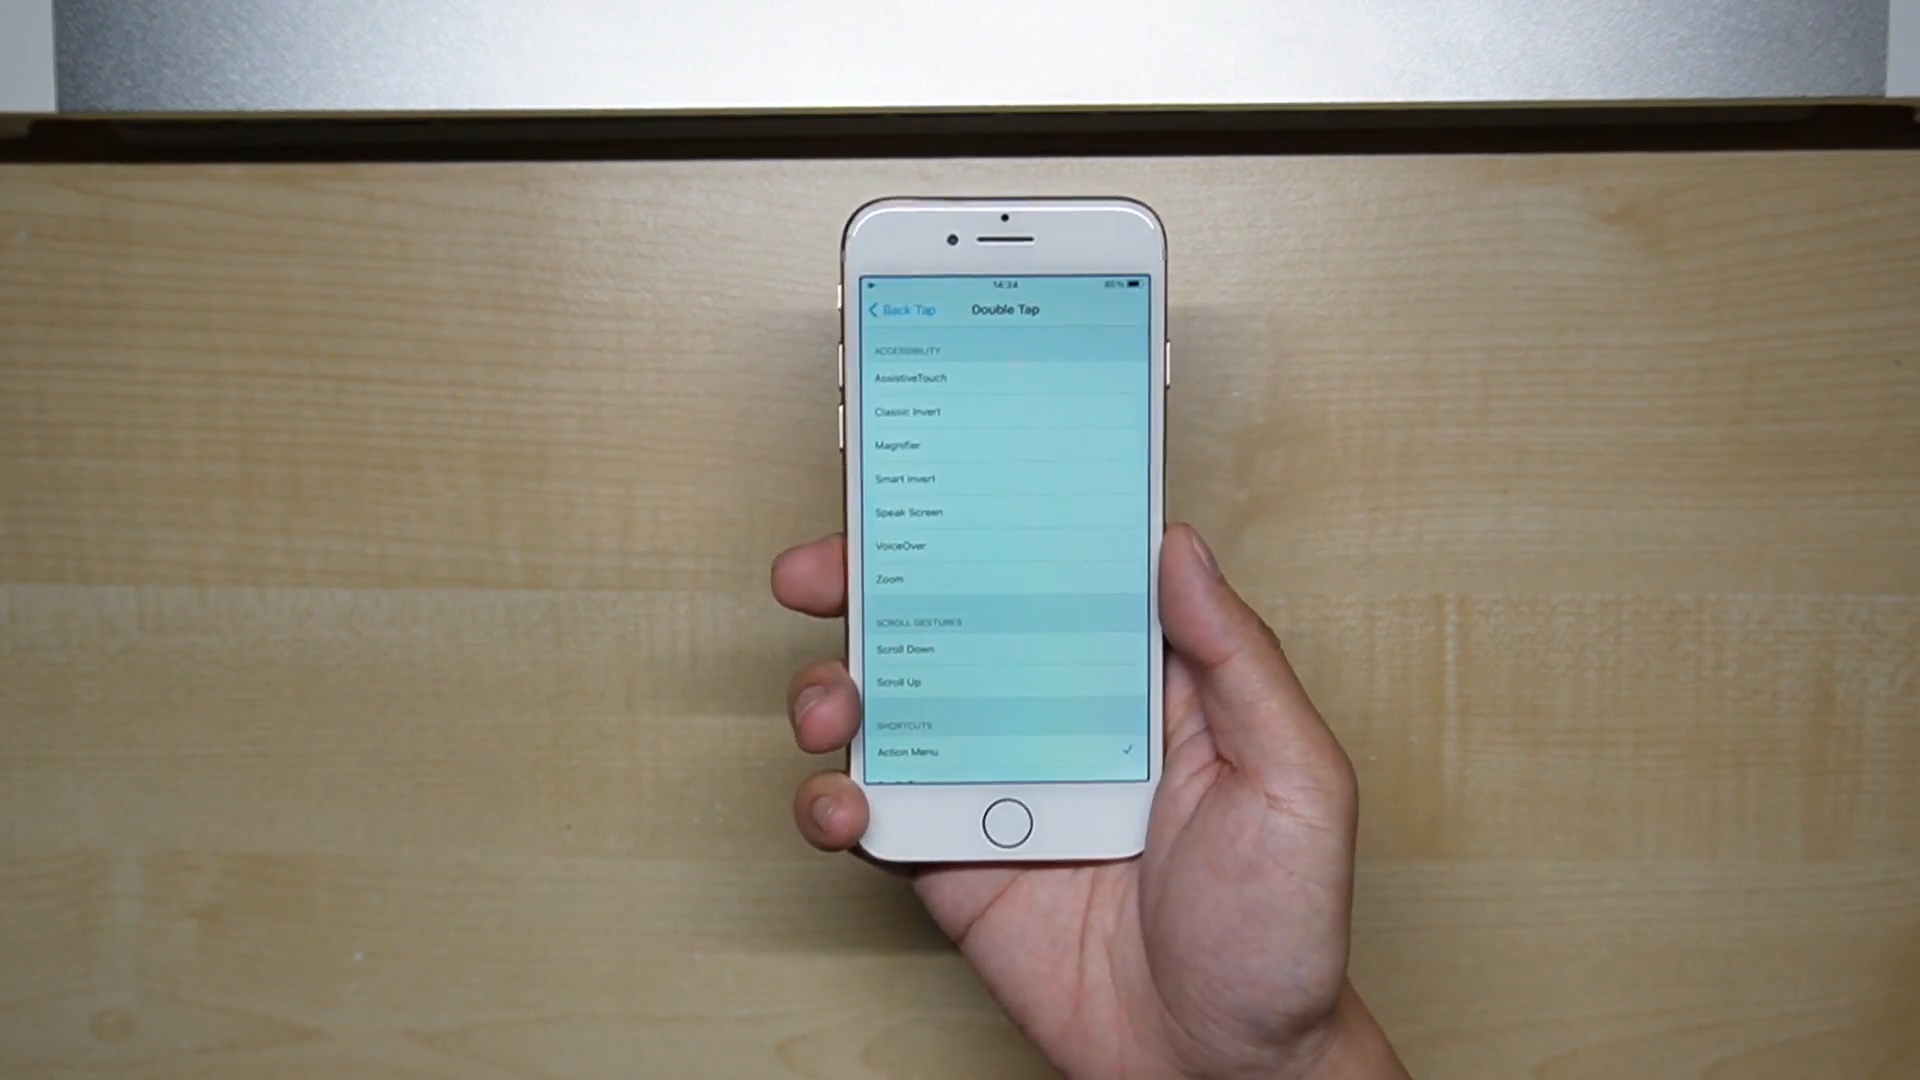 14:34
Back Tap
Double Tap
ACCESSIBILITY
AssistiveTouch
Classic Invert
Magnifier
Smart Invert
Speak Screen
VoiceOver
Zoom
SCROLL GESTURES
Scroll Down
Scroll Up
SHORTCUTS
Action Menu